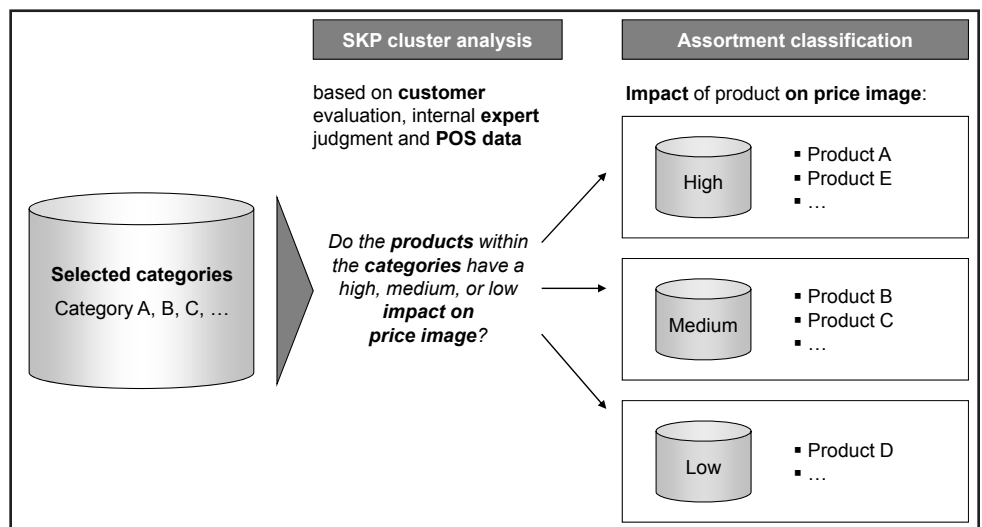 SKP cluster analysis
based on customer
evaluation, internal expert
judgment and POS data
Selected categories
Category A, B, C, …
Do the products within
the categories have a
high, medium, or low
impact on
price image?
Assortment classification
Impact of product on price image:
High
▪ Product A
▪ Product E
▪ …
Medium
▪ Product B
▪ Product C
▪ …
Low
▪ Product D
▪ …